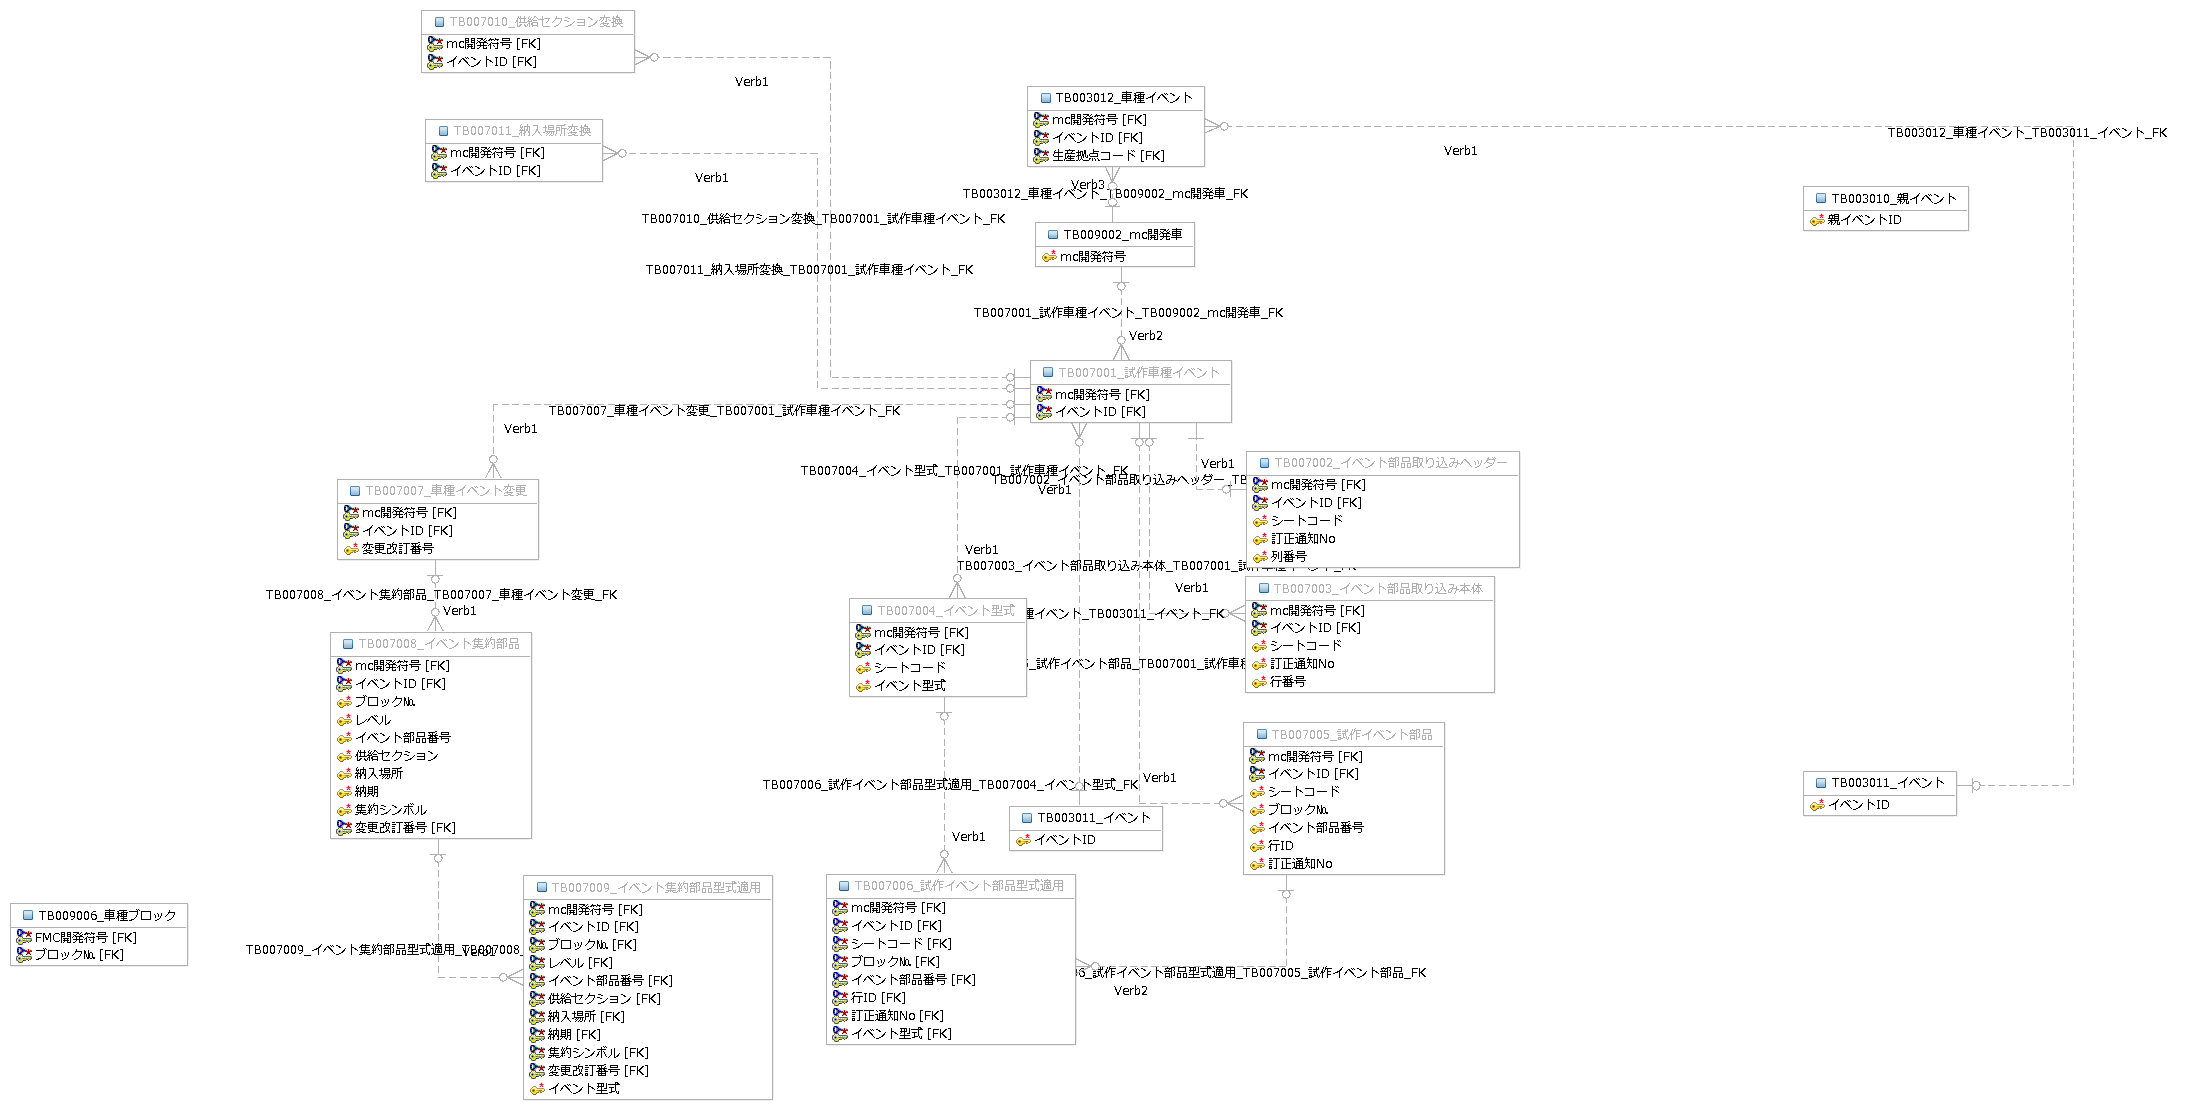 TB007010_供給セクション変換
mc開発符号 [FK]
イベントID [FK]
Verb1
TB007011_納入場所変換
mc開発符号 [FK]
イベントID [FK]
Verb1
TB003012_車種イベント
mc開発符号 [FK]
イベントID [FK]
生産拠点コード [FK]
Verb1
TB003012_車種イベント_TB003011_イベント_FK
Verb3
TB003012_車種イベント_TB009002_mc開発車_FK
TB003010_親イベント
親イベントID
TB007010_供給セクション変換_TB007001_試作車種イベント_FK
TB009002_mc開発車
mc開発符号
TB007011_納入場所変換_TB007001_試作車種イベント_FK
TB007001_試作車種イベント_TB009002_mc開発車_FK
Verb2
TB007001_試作車種イベント
mc開発符号 [FK]
イベントID [FK]
TB007007_車種イベント変更_TB007001_試作車種イベント_FK
Verb1
TB007004_イベント型式_TB007001_試作車種イベント_FK
TB007002_イベント部品取り込みヘッダー_TB
Verb1
Verb1
TB007002_イベント部品取り込みヘッダー
mc開発符号 [FK]
イベントID [FK]
シートコード
訂正通知No
列番号
TB007007_車種イベント変更
mc開発符号 [FK]
イベントID [FK]
変更改訂番号
Verb1
TB007003_イベント部品取り込み本体_TB007001_試作車種イベント_FK
Verb1
TB007003_イベント部品取り込み本体
mc開発符号 [FK]
イベントID [FK]
シートコード
訂正通知No
行番号
TB007008_イベント集約部品_TB007007_車種イベント変更_FK
Verb1
TB007004_イベント型式
mc開発符号 [FK]
イベントID [FK]
シートコード
イベント型式
種イベント_TB003011_イベント_FK
_試作イベント部品_TB007001_試作車種
TB007008_イベント集約部品
mc開発符号 [FK]
イベントID [FK]
ブロック№
レベル
イベント部品番号
供給セクション
納入場所
納期
集約シンボル
変更改訂番号 [FK]
TB007005_試作イベント部品
mc開発符号 [FK]
イベントID [FK]
シートコード
ブロック№
イベント部品番号
行ID
訂正通知No
TB007006_試作イベント部品型式適用_TB007004_イベント型式_FK
Verb1
TB003011_イベント
イベントID
TB003011_イベント
イベントID
Verb1
TB009006_車種ブロック
FMC開発符号 [FK]
ブロック№ [FK]
TB007009_イベント集約部品型式適用_TB007008_
Verb1
TB007009_イベント集約部品型式適用
mc開発符号 [FK]
イベントID [FK]
ブロック№ [FK]
レベル [FK]
イベント部品番号 [FK]
供給セクション [FK]
納入場所 [FK]
納期 [FK]
集約シンボル [FK]
変更改訂番号 [FK]
イベント型式
TB007006_試作イベント部品型式適用
mc開発符号 [FK]
イベントID [FK]
シートコード [FK]
ブロック№ [FK]
イベント部品番号 [FK]
行ID [FK]
訂正通知No [FK]
イベント型式 [FK]
6_試作イベント部品型式適用_TB007005_試作イベント部品_FK
Verb2